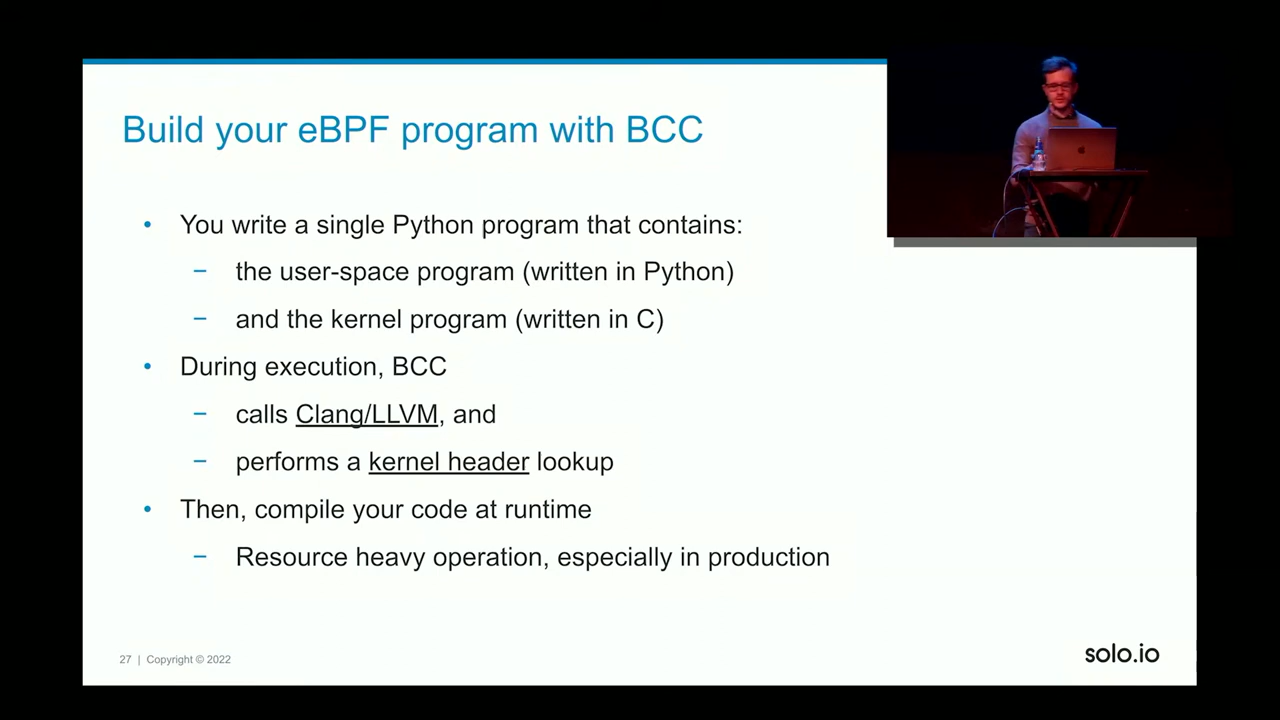 Build your eBPF program with BCC
• You write a single Python program that contains:
– the user-space program (written in Python)
– and the kernel program (written in C)
• During execution, BCC
– calls Clang/LLVM, and
– performs a kernel header lookup
• Then, compile your code at runtime
– Resource heavy operation, especially in production
27 | Copyright © 2022
solo.io